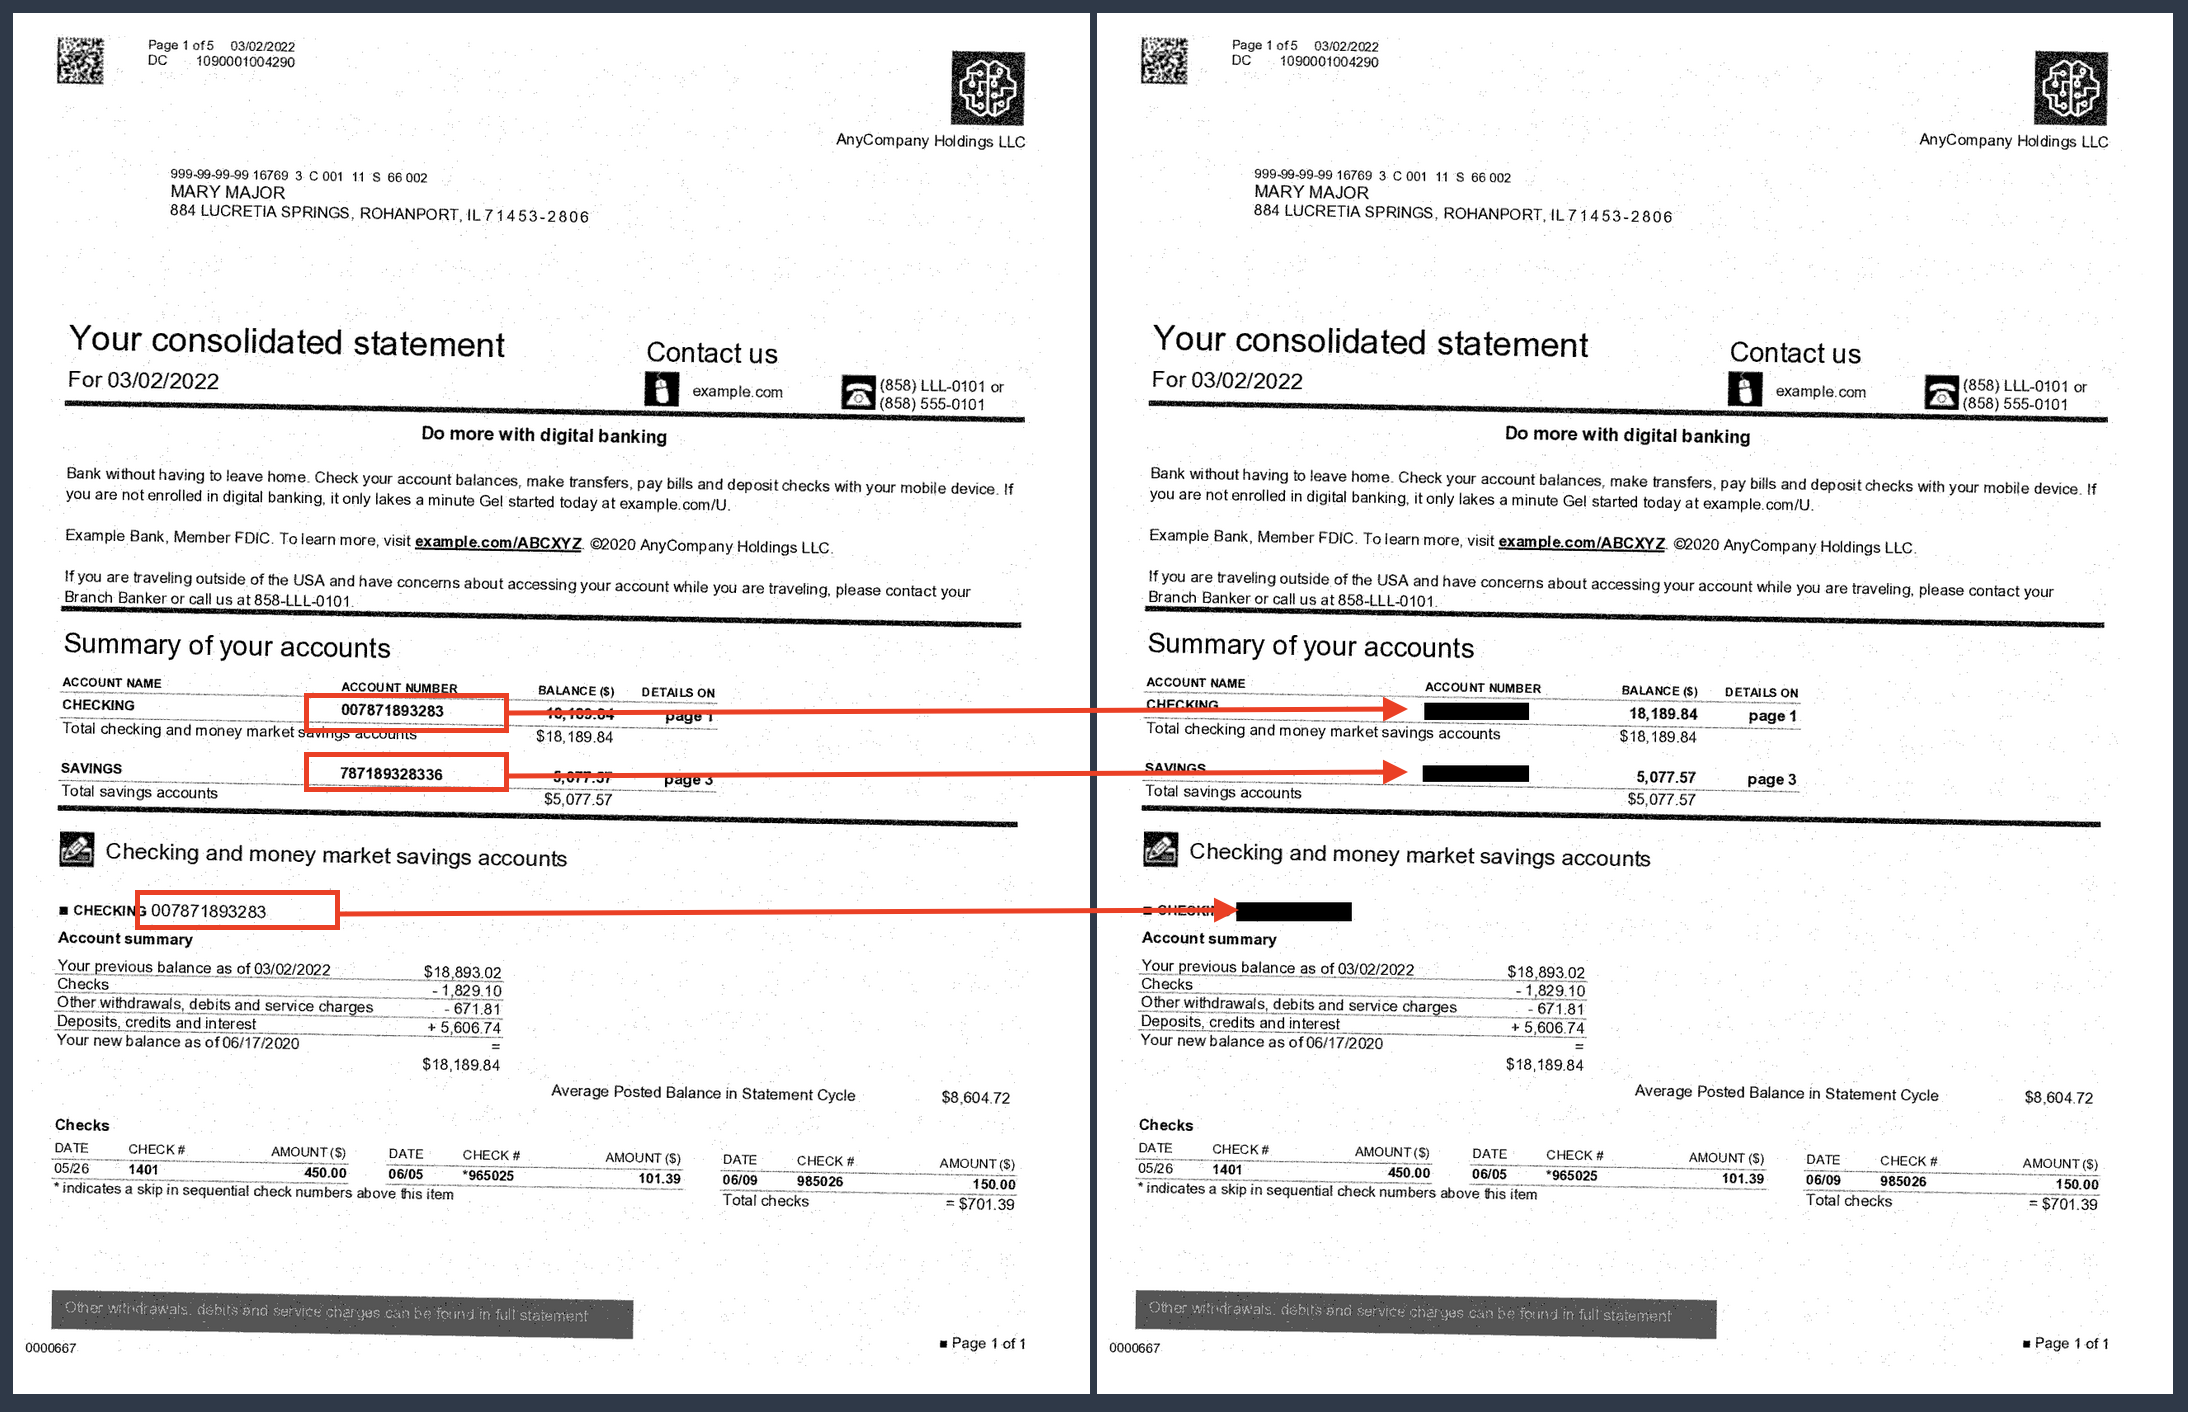 Page 1 of 5 03/02/2022
DC 1090001004290
AnyCompany Holdings LLC
999-99-99-99 16769 3 C 001 11 S 66 002
MARY MAJOR
884 LUCRETIA SPRINGS, ROHANPORT, IL 71453-2806
Your consolidated statement
For 03/02/2022
Contact us
example.com
(858) LLL-0101 or
(858) 555-0101
Do more with digital banking
Bank without having to leave home. Check your account balances, make transfers, pay bills and deposit checks with your mobile device. If
you are not enrolled in digital banking, it only lakes a minute Gel started today at example.com/U.
Example Bank, Member FDIC. To learn more, visit example.com/ABCXYZ. ©2020 AnyCompany Holdings LLC.
If you are traveling outside of the USA and have concerns about accessing your account while you are traveling, please contact your
Branch Banker or call us at 858-LLL-0101.
Summary of your accounts
ACCOUNT NAME ACCOUNT NUMBER BALANCE ($) DETAILS ON
CHECKING 007871893283 18,189.84 page 1
Total checking and money market savings accounts $18,189.84
SAVINGS 787189328336 5,077.57 page 3
Total savings accounts $5,077.57
Checking and money market savings accounts
■ CHECKING 007871893283
Account summary
Your previous balance as of 03/02/2022 $18,893.02
Checks - 1,829.10
Other withdrawals, debits and service charges - 671.81
Deposits, credits and interest + 5,606.74
Your new balance as of 06/17/2020 =
$18,189.84
Average Posted Balance in Statement Cycle $8,604.72
Checks
DATE CHECK # AMOUNT ($) DATE CHECK # AMOUNT ($) DATE CHECK # AMOUNT ($)
05/26 1401 450.00 06/05 *965025 101.39 06/09 985026 150.00
* indicates a skip in sequential check numbers above this item
Total checks = $701.39
Other withdrawals, debits and service charges can be found in full statement
■ Page 1 of 1
0000667
Page 1 of 5 03/02/2022
DC 1090001004290
AnyCompany Holdings LLC
999-99-99-99 16769 3 C 001 11 S 66 002
MARY MAJOR
884 LUCRETIA SPRINGS, ROHANPORT, IL 71453-2806
Your consolidated statement
For 03/02/2022
Contact us
example.com
(858) LLL-0101 or
(858) 555-0101
Do more with digital banking
Bank without having to leave home. Check your account balances, make transfers, pay bills and deposit checks with your mobile device. If
you are not enrolled in digital banking, it only lakes a minute Gel started today at example.com/U.
Example Bank, Member FDIC. To learn more, visit example.com/ABCXYZ. ©2020 AnyCompany Holdings LLC.
If you are traveling outside of the USA and have concerns about accessing your account while you are traveling, please contact your
Branch Banker or call us at 858-LLL-0101.
Summary of your accounts
ACCOUNT NAME ACCOUNT NUMBER BALANCE ($) DETAILS ON
CHECKING 18,189.84 page 1
Total checking and money market savings accounts $18,189.84
SAVINGS 5,077.57 page 3
Total savings accounts $5,077.57
Checking and money market savings accounts
■ CHECKING
Account summary
Your previous balance as of 03/02/2022 $18,893.02
Checks - 1,829.10
Other withdrawals, debits and service charges - 671.81
Deposits, credits and interest + 5,606.74
Your new balance as of 06/17/2020 =
$18,189.84
Average Posted Balance in Statement Cycle $8,604.72
Checks
DATE CHECK # AMOUNT ($) DATE CHECK # AMOUNT ($) DATE CHECK # AMOUNT ($)
05/26 1401 450.00 06/05 *965025 101.39 06/09 985026 150.00
* indicates a skip in sequential check numbers above this item
Total checks = $701.39
Other withdrawals, debits and service charges can be found in full statement
■ Page 1 of 1
0000667